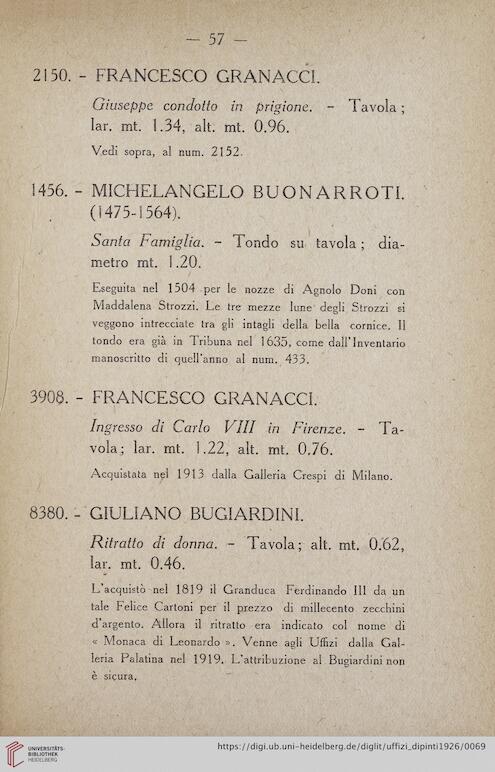 — 57 —
2150. - FRANCESCO GRANACCI.
Giuseppe condotto in prigione. - Tavola ;
lar. mt. 1.34, alt. mt. 0.96.
Vedi sopra, al num. 2152.
1456. - MICHELANGELO BUONARROTI.
(1475-1564).
Santa Famiglia. - Tondo su tavola ; dia-
metro mt. 1.20.
Eseguita nel 1504 per le nozze di Agnolo Doni con
Maddalena Strozzi. Le tre mezze lune degli Strozzi si
veggono intrecciate tra gli intagli della bella cornice. Il
tondo era già in Tribuna nel 1635, come dall'Inventario
manoscritto di quell'anno al num. 433.
3908. - FRANCESCO GRANACCI.
Ingresso di Carlo VIII in Firenze. - Ta-
vola ; lar. mt. 1.22, alt. mt. 0.76.
Acquistata nel 1913 dalla Galleria Crespi di Milano.
8380. - GIULIANO BUGIARDINI.
Ritratto di donna. - Tavola ; alt. mt. 0.62,
lar. mt. 0.46.
L'acquistò nel 1819 il Granduca Ferdinando III da un
tale Felice Cartoni per il prezzo di millecento zecchini
d'argento. Allora il ritratto era indicato col nome di
« Monaca di Leonardo ». Venne agli Uffizi dalla Gal-
leria Palatina nel 1919. L'attribuzione al Bugiardini non
è sicura.
UNIVERSITÄTS-
BIBLIOTHEK
HEIDELBERG
https://digi.ub.uni-heidelberg.de/diglit/uffizi_dipinti1926/0069